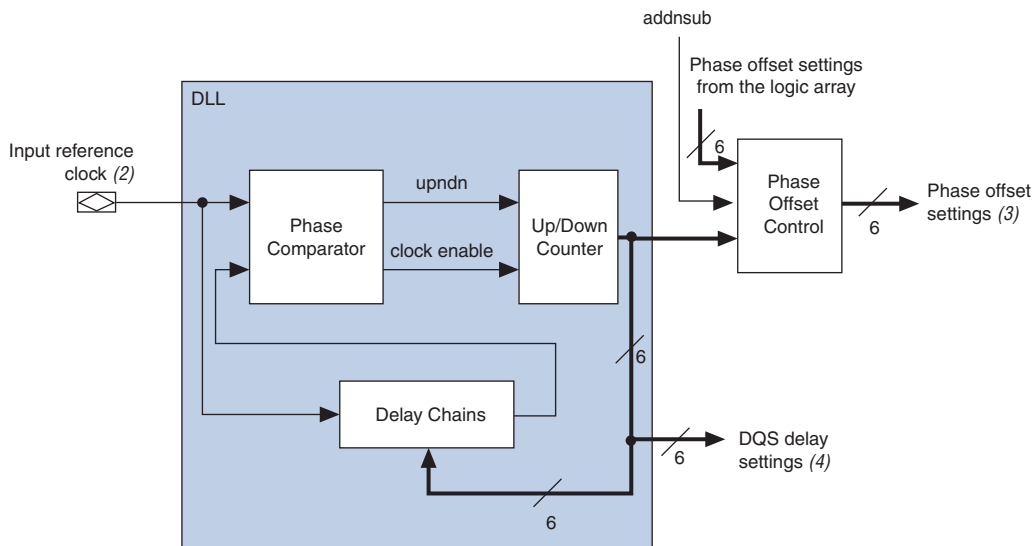 addnsub
Phase offset settings
from the logic array
DLL
6
Input reference
clock (2)
upndn
Phase
Comparator
Up/Down
Counter
clock enable
Phase
Offset
Control
6
Phase offset
settings (3)
6
Delay Chains
6
DQS delay
settings (4)
6